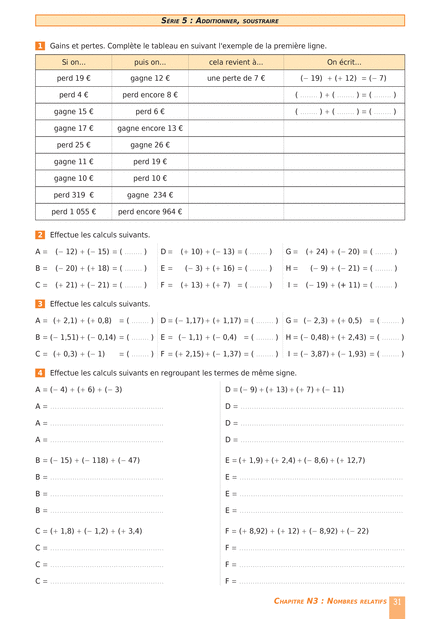 SÉRIE 5 : ADDITIONNER, SOUSTRAIRE
1 Gains et pertes. Complète le tableau en suivant l'exemple de la première ligne.
Si on... puis on... cela revient à... On écrit...
perd 19 € gagne 12 € une perte de 7 € (− 19) + (+ 12) = (− 7)
perd 4 € perd encore 8 € ( ........ ) + ( ........ ) = ( ........ )
gagne 15 € perd 6 € ( ........ ) + ( ........ ) = ( ........ )
gagne 17 € gagne encore 13 €
perd 25 € gagne 26 €
gagne 11 € perd 19 €
gagne 10 € perd 10 €
perd 319 € gagne 234 €
perd 1 055 € perd encore 964 €
2 Effectue les calculs suivants.
A = (− 12) + (− 15) = ( ........ ) D = (+ 10) + (− 13) = ( ........ ) G = (+ 24) + (− 20) = ( ........ )
B = (− 20) + (+ 18) = ( ........ ) E = (− 3) + (+ 16) = ( ........ ) H = (− 9) + (− 21) = ( ........ )
C = (+ 21) + (− 21) = ( ........ ) F = (+ 13) + (+ 7) = ( ........ ) I = (− 19) + (+ 11) = ( ........ )
3 Effectue les calculs suivants.
A = (+ 2,1) + (+ 0,8) = ( ........ ) D = (− 1,17) + (+ 1,17) = ( ........ ) G = (− 2,3) + (+ 0,5) = ( ........ )
B = (− 1,51) + (− 0,14) = ( ........ ) E = (− 1,1) + (− 0,4) = ( ........ ) H = (− 0,48) + (+ 2,43) = ( ........ )
C = (+ 0,3) + (− 1) = ( ........ ) F = (+ 2,15) + (− 1,37) = ( ........ ) I = (− 3,87) + (− 1,93) = ( ........ )
4 Effectue les calculs suivants en regroupant les termes de même signe.
A = (− 4) + (+ 6) + (− 3) D = (− 9) + (+ 13) + (+ 7) + (− 11)
A = ........ D = ........
A = ........ D = ........
A = ........ D = ........
B = (− 15) + (− 118) + (− 47) E = (+ 1,9) + (+ 2,4) + (− 8,6) + (+ 12,7)
B = ........ E = ........
B = ........ E = ........
B = ........ E = ........
C = (+ 1,8) + (− 1,2) + (+ 3,4) F = (+ 8,92) + (+ 12) + (− 8,92) + (− 22)
C = ........ F = ........
C = ........ F = ........
C = ........ F = ........
CHAPITRE N3 : NOMBRES RELATIFS 31